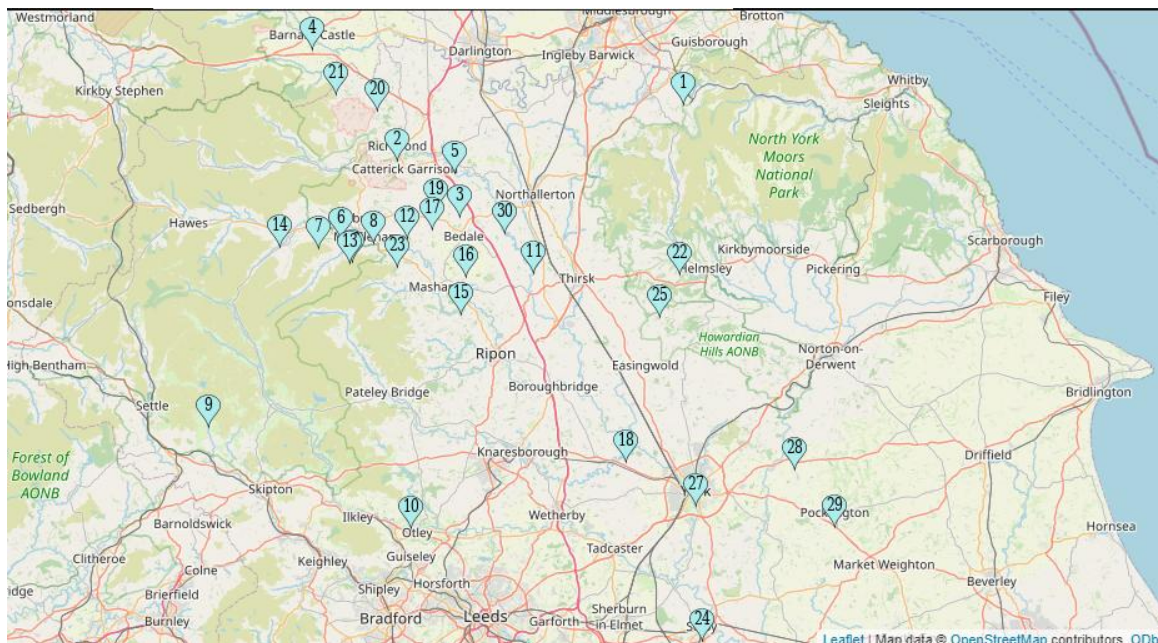 Westmorland
Middlesbrough
Brotton
4
Barnard Castle
Darlington
Ingleby Barwick
Guisborough
Kirkby Stephen
21
20
1
Whitby
Sleights
2
Richmond
5
Catterick Garrison
North York
Moors
National
Park
Sedbergh
19
3
Northallerton
Hawes
14
7
6
8
12
17
30
Bedale
13
23
16
11
22
Kirkbymoorside
Scarborough
Helmsley
Pickering
Masham
15
Thirsk
25
Filey
onsdale
Howardian
Hills AONB
High Bentham
Ripon
Easingwold
Norton-on-
Derwent
Settle
9
Pateley Bridge
Boroughbridge
Bridlington
Forest of
Bowland
AONB
Knaresborough
18
28
Driffield
Skipton
27
Barnoldswick
Ilkley
10
Otley
Wetherby
29
Pocklington
Hornsea
Clitheroe
Colne
Keighley
Guiseley
Tadcaster
Market Weighton
idge
Brierfield
Burnley
Shipley
Horsforth
Bradford
Leeds
Garforth
Sherburn
in Elmet
24
Beverley
Leaflet | Map data © OpenStreetMap contributors, ODb